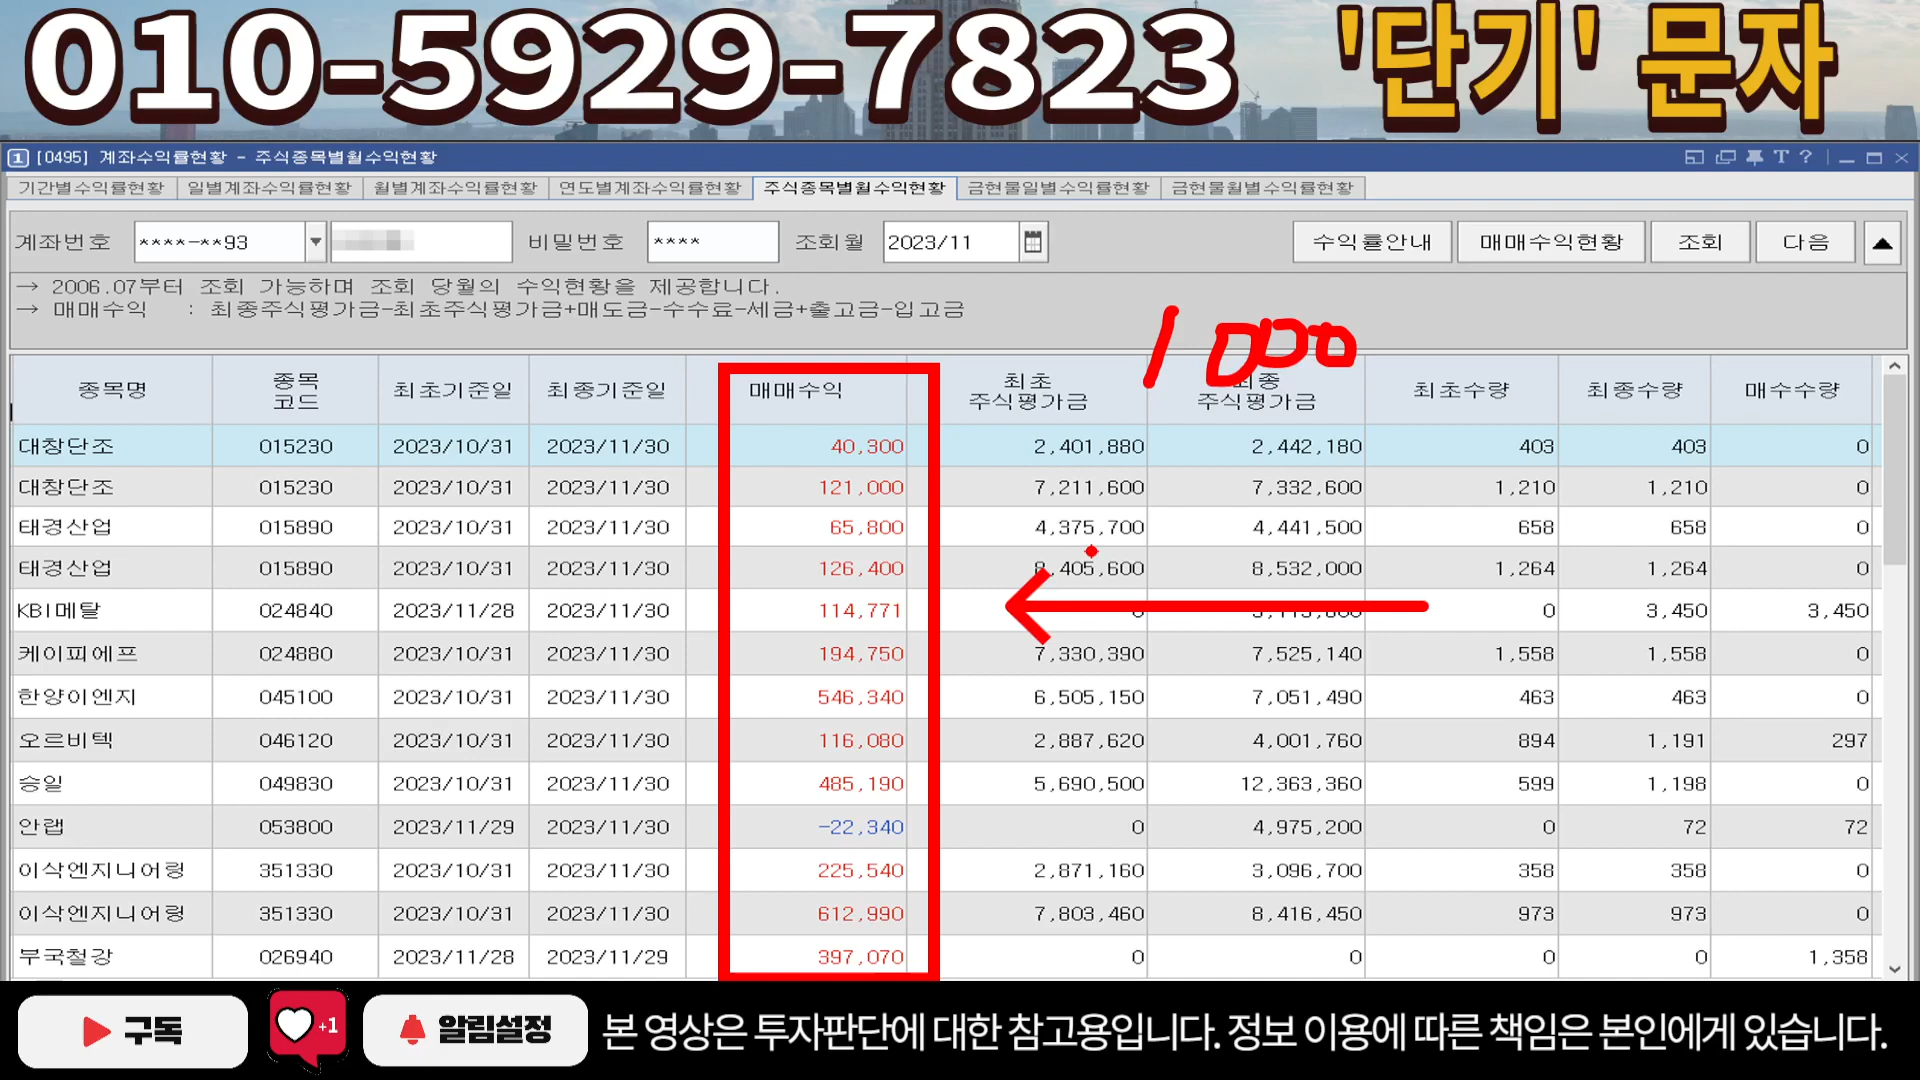 010-5929-7823 '단기' 문자
1 [0495] 계좌수익률현황 - 주식종목별월수익현황 T ?
기간별수익률현황 일별계좌수익률현황 월별계좌수익률현황 연도별계좌수익률현황 주식종목별월수익현황 금현물일별수익률현황 금현물월별수익률현황
계좌번호 ****-**93 비밀번호 **** 조회월 2023/11 수익률안내 매매수익현황 조회 다음
→ 2006.07부터 조회 가능하며 조회 당월의 수익현황을 제공합니다.
→ 매매수익 : 최종주식평가금-최초주식평가금+매도금-수수료-세금+출고금-입고금
1000
종목명 종목코드 최초기준일 최종기준일 매매수익 최초주식평가금 최종주식평가금 최초수량 최종수량 매수수량
대창단조 015230 2023/10/31 2023/11/30 40,300 2,401,880 2,442,180 403 403 0
대창단조 015230 2023/10/31 2023/11/30 121,000 7,211,600 7,332,600 1,210 1,210 0
태경산업 015890 2023/10/31 2023/11/30 65,800 4,375,700 4,441,500 658 658 0
태경산업 015890 2023/10/31 2023/11/30 126,400 8,405,600 8,532,000 1,264 1,264 0
KBI메탈 024840 2023/11/28 2023/11/30 114,771 0 0 3,450 3,450
케이피에프 024880 2023/10/31 2023/11/30 194,750 7,330,390 7,525,140 1,558 1,558 0
한양이엔지 045100 2023/10/31 2023/11/30 546,340 6,505,150 7,051,490 463 463 0
오르비텍 046120 2023/10/31 2023/11/30 116,080 2,887,620 4,001,760 894 1,191 297
승일 049830 2023/10/31 2023/11/30 485,190 5,690,500 12,363,360 599 1,198 0
안랩 053800 2023/11/29 2023/11/30 -22,340 0 4,975,200 0 72 72
이삭엔지니어링 351330 2023/10/31 2023/11/30 225,540 2,871,160 3,096,700 358 358 0
이삭엔지니어링 351330 2023/10/31 2023/11/30 612,990 7,803,460 8,416,450 973 973 0
부국철강 026940 2023/11/28 2023/11/29 397,070 0 0 0 0 1,358
구독 +1 알림설정 본 영상은 투자판단에 대한 참고용입니다. 정보 이용에 따른 책임은 본인에게 있습니다.